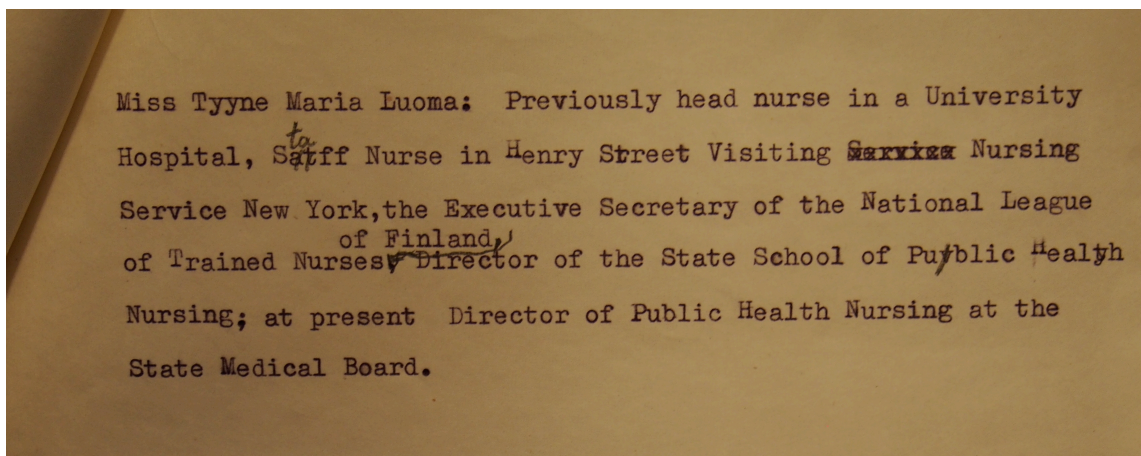 Miss Tyyne Maria Luoma: Previously head nurse in a University
Hospital, Staff Nurse in Henry Street Visiting Nursing
Service New York,the Executive Secretary of the National League
of Finland,
of Trained Nurses, Director of the State School of Public Health
Nursing; at present Director of Public Health Nursing at the
State Medical Board.